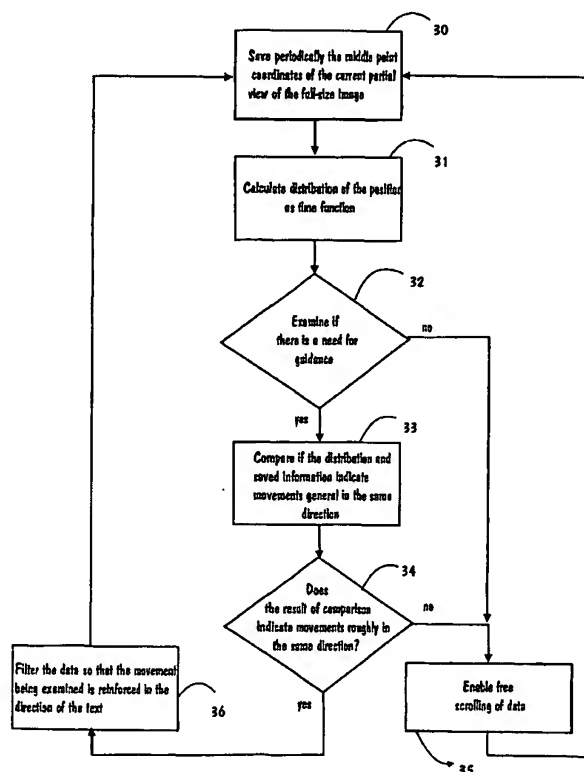 30
Save periodically the middle point
coordinates of the current partial
view of the full-size image
31
Calculate distribution of the position
as time function
32
Examine if
there is a need for
guidance
no
yes
33
Compare if the distribution and
saved information indicate
movements general in the same
direction
34
Does
the result of comparison
indicate movements roughly in
the same direction?
no
yes
Filter the data so that the movement
being examined is reinforced in the
direction of the text
36
Enable free
scrolling of data
35